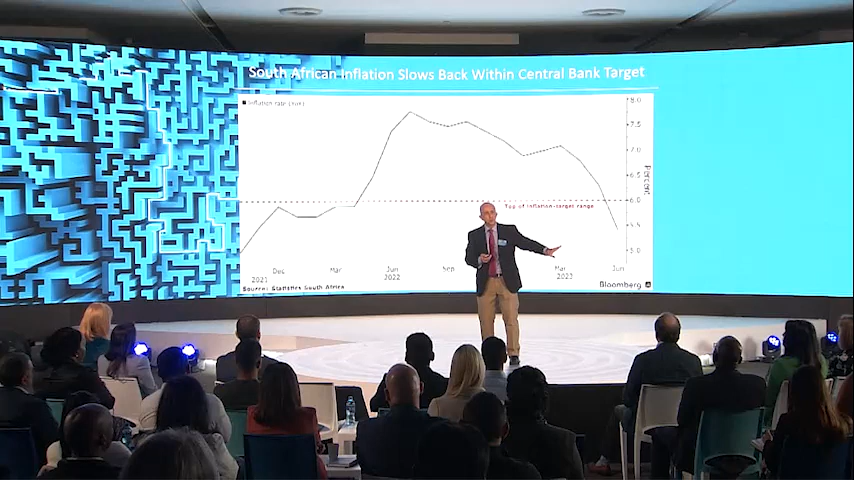 South African Inflation Slows Back Within Central Bank Target
Inflation rate (YoY)
8.0
7.5
7.0
6.5
6.0
5.5
5.0
Percent
Top of inflation-target range
Dec
Mar
Jun
Sep
Mar
Jun
2021
2022
2023
Source: Statistics South Africa
Bloomberg